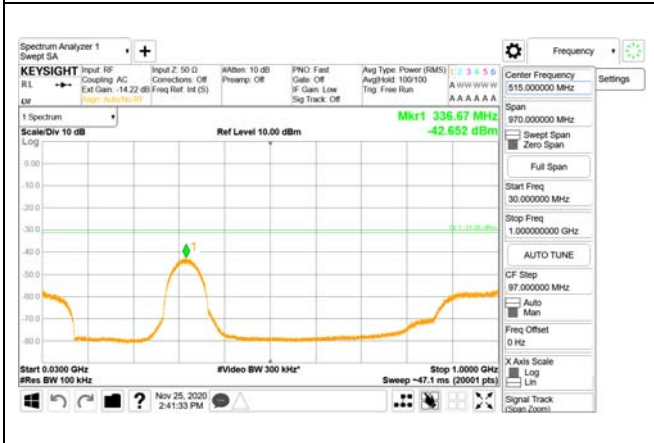 Spectrum Analyzer 1
Swept SA
+
Frequency
KEYSIGHT Input: RF
Input Z: 50 Ω
#Atten: 10 dB
PNO: Fast
Avg Type: Power (RMS)
1 2 3 4 5 6
RL
Coupling: AC
Corrections: Off
Preamp: Off
Gate: Off
Avg|Hold: 100/100
A W W W W W
Ext Gain: -14.22 dB
Freq Ref: Int (S)
IF Gain: Low
Trig: Free Run
Align: Auto/No RF
Sig Track: Off
A A A A A A
1 Spectrum
Mkr1 336.67 MHz
Scale/Div 10 dB
Ref Level 10.00 dBm
-42.652 dBm
Log
0.00
-10.0
-20.0
-30.0
-40.0
-50.0
-60.0
-70.0
-80.0
1
Start 0.0300 GHz
#Video BW 300 kHz*
Stop 1.0000 GHz
#Res BW 100 kHz
Sweep ~47.1 ms (20001 pts)
?
Nov 25, 2020
2:41:33 PM
Center Frequency
515.000000 MHz
Settings
Span
970.000000 MHz
Swept Span
Zero Span
Full Span
Start Freq
30.000000 MHz
Stop Freq
1.000000000 GHz
AUTO TUNE
CF Step
97.000000 MHz
Auto
Man
Freq Offset
0 Hz
X Axis Scale
Log
Lin
Signal Track
(Span Zoom)